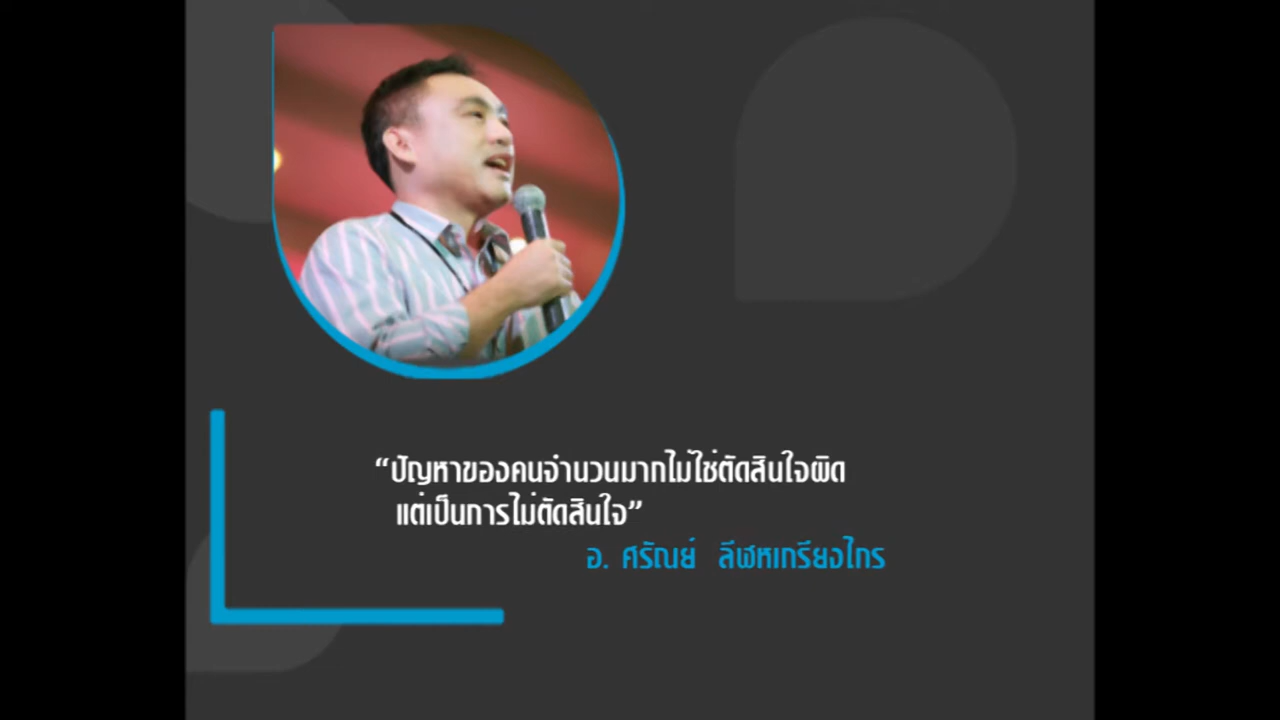 “ปัญหาของคนจำนวนมากไม่ใช่ตัดสินใจผิด
แต่เป็นการไม่ตัดสินใจ”
อ. ศรัณย์ ลีฬหเกรียงไกร